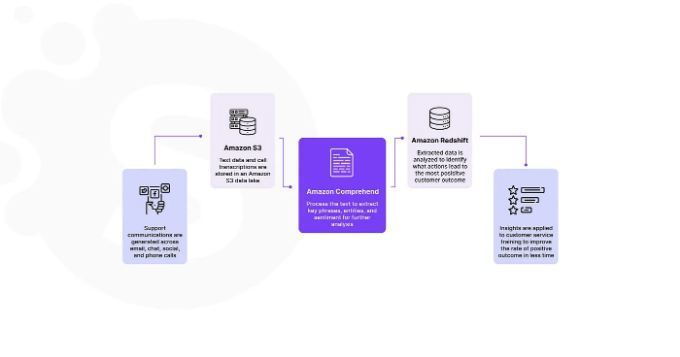 Support
communications are
generated across
email, chat, social,
and phone calls
Amazon S3
Text data and call
transcriptions are
stored in an Amazon
S3 data lake
Amazon Comprehend
Process the text to extract
key phrases, entities, and
sentiment for further
analysis
Amazon Redshift
Extracted data is
analyzed to identify
what actions lead to
the most positive
customer outcome
Insights are applied
to customer service
training to improve
the rate of positive
outcome in less time